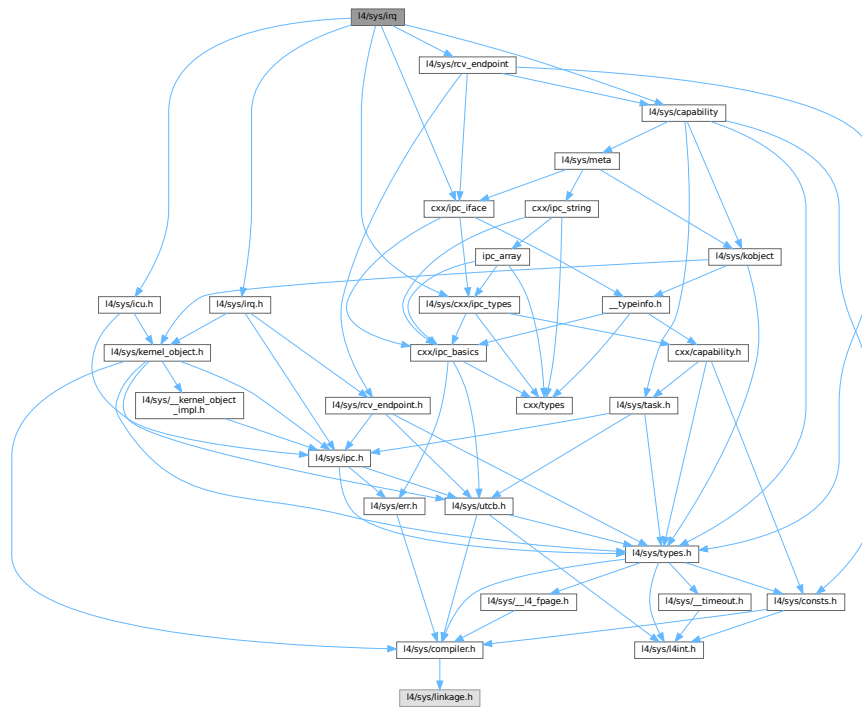 l4/sys/irq
l4/sys/rcv_endpoint
l4/sys/capability
l4/sys/meta
cxx/ipc_iface
cxx/ipc_string
ipc_array
l4/sys/kobject
l4/sys/icu.h
l4/sys/irq.h
l4/sys/cxx/ipc_types
__typeinfo.h
l4/sys/kernel_object.h
cxx/ipc_basics
cxx/capability.h
l4/sys/__kernel_object
_impl.h
l4/sys/rcv_endpoint.h
cxx/types
l4/sys/task.h
l4/sys/ipc.h
l4/sys/err.h
l4/sys/utcb.h
l4/sys/types.h
l4/sys/__l4_fpage.h
l4/sys/__timeout.h
l4/sys/consts.h
l4/sys/compiler.h
l4/sys/l4int.h
l4/sys/linkage.h